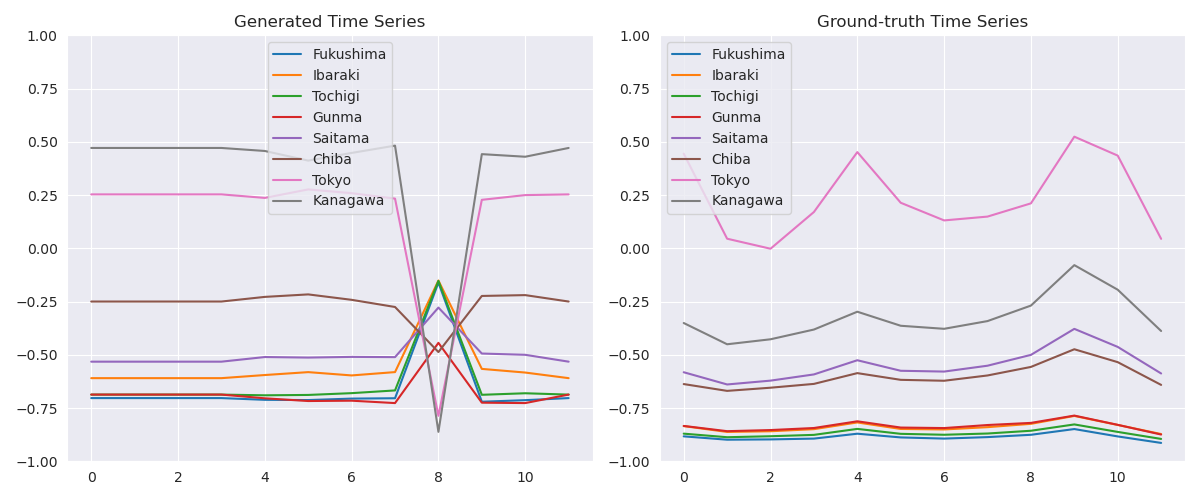 Generated Time Series
1.00
0.75
0.50
0.25
0.00
−0.25
−0.50
−0.75
−1.00
0 2 4 6 8 10
Fukushima
Ibaraki
Tochigi
Gunma
Saitama
Chiba
Tokyo
Kanagawa
Ground-truth Time Series
1.00
0.75
0.50
0.25
0.00
−0.25
−0.50
−0.75
−1.00
0 2 4 6 8 10
Fukushima
Ibaraki
Tochigi
Gunma
Saitama
Chiba
Tokyo
Kanagawa